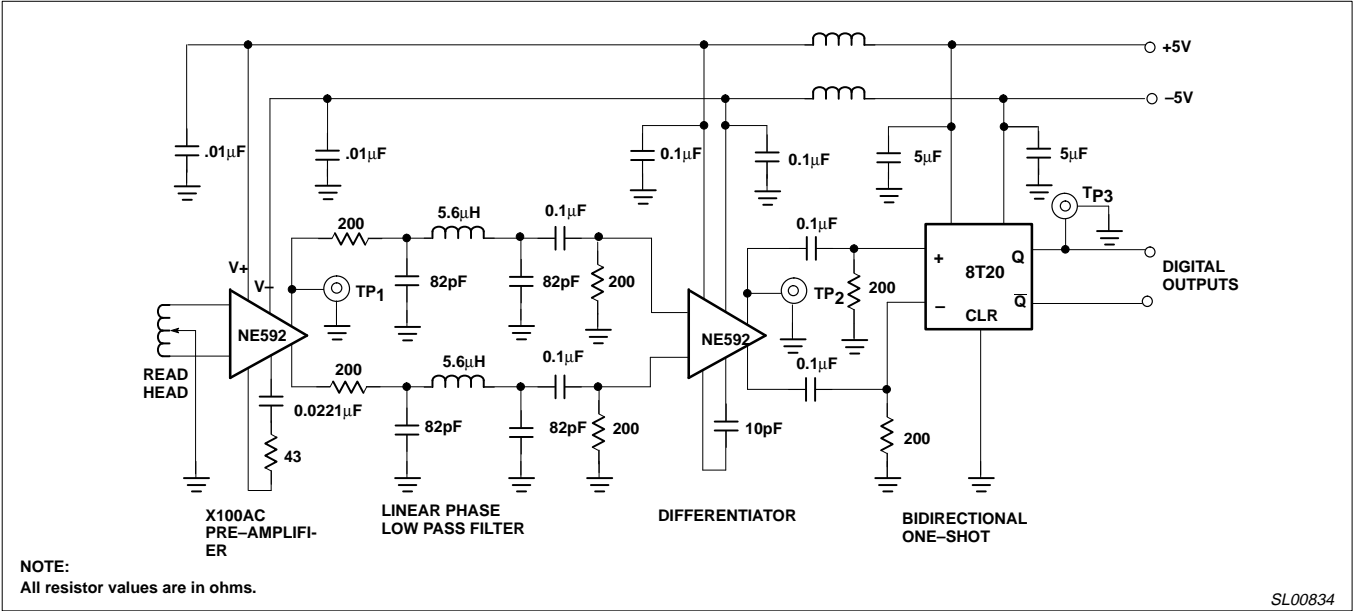 +5V
–5V
.01µF
.01µF
0.1µF
0.1µF
5µF
5µF
TP3
200
5.6µH
0.1µF
0.1µF
V+
V–
82pF
82pF
200
TP1
TP2
200
+
Q
8T20
–
Q̅
CLR
DIGITAL
OUTPUTS
NE592
NE592
READ
HEAD
200
5.6µH
0.1µF
0.1µF
0.0221µF
82pF
82pF
200
10pF
200
43
X100AC
PRE–AMPLIFI-
ER
LINEAR PHASE
LOW PASS FILTER
DIFFERENTIATOR
BIDIRECTIONAL
ONE–SHOT
NOTE:
All resistor values are in ohms.
SL00834